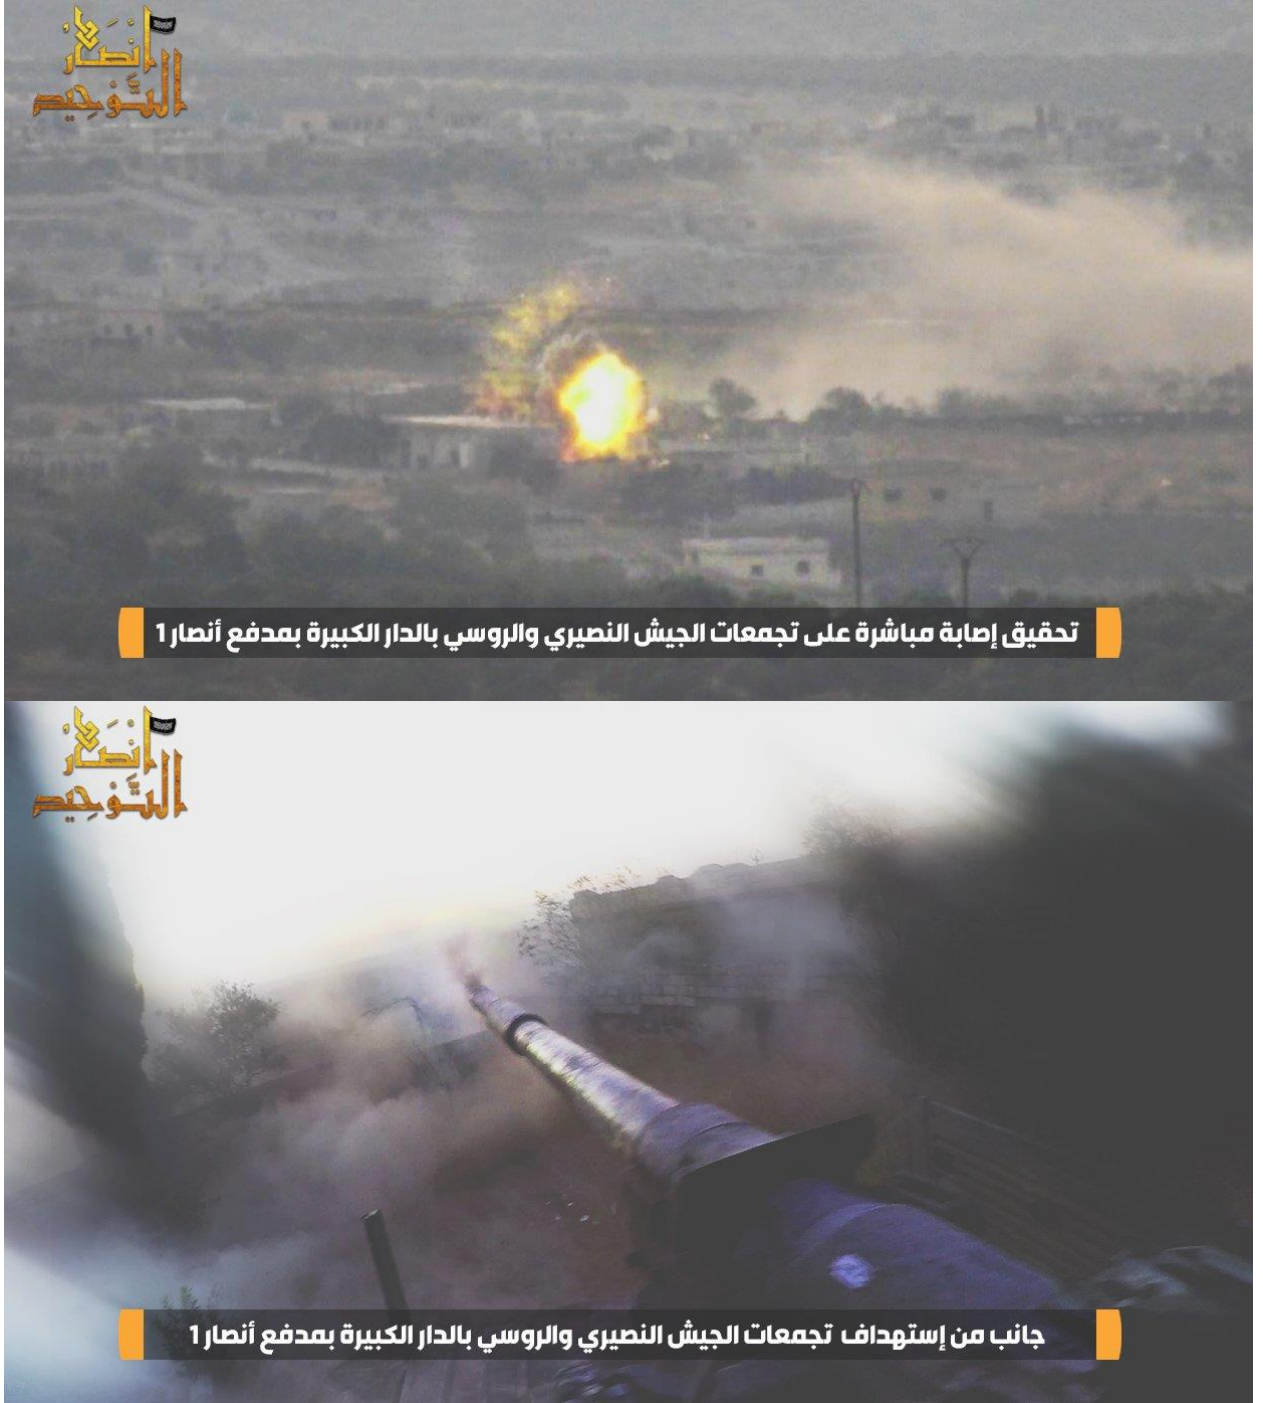 أنصار
التوحيد
تحقيق إصابة مباشرة على تجمعات الجيش النصيري والروسي بالدار الكبيرة بمدفع أنصار 1
أنصار
التوحيد
جانب من إستهداف تجمعات الجيش النصيري والروسي بالدار الكبيرة بمدفع أنصار 1